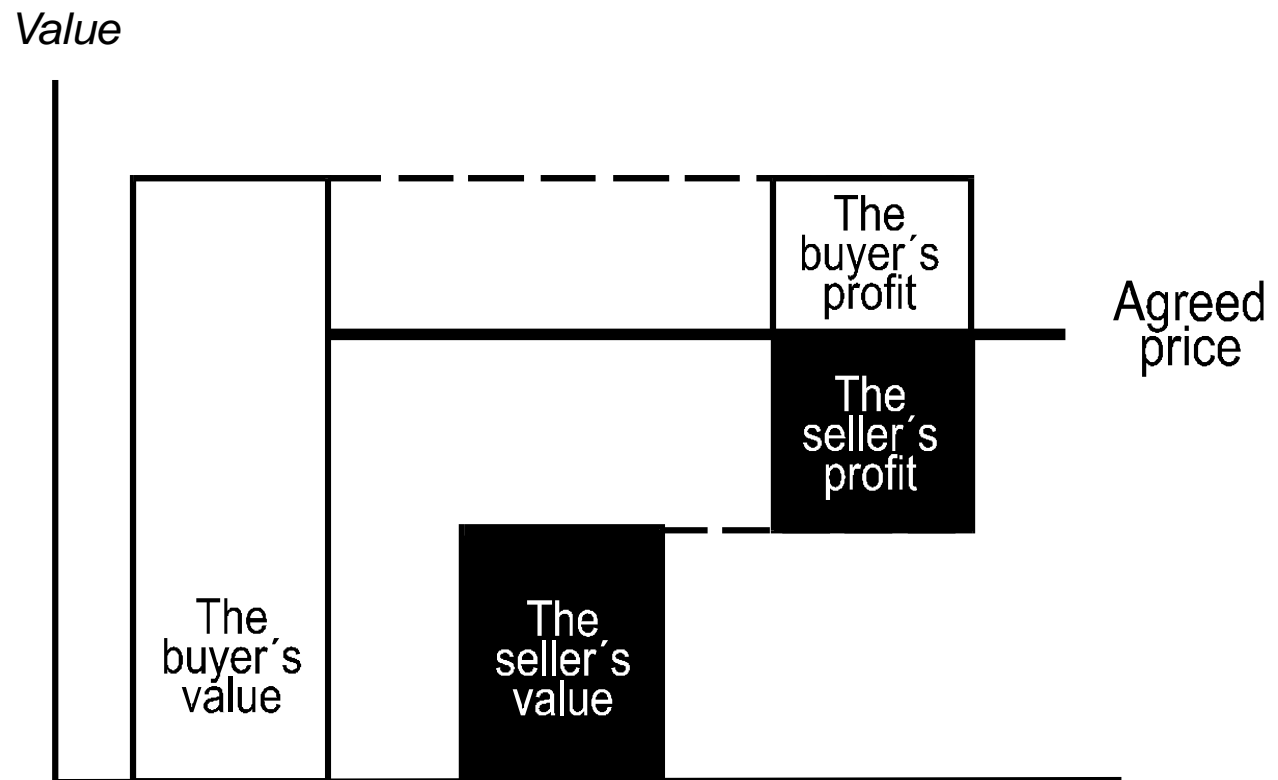 Value
The
buyer´s
profit
Agreed
price
The
seller´s
profit
The
buyer´s
value
The
seller´s
value